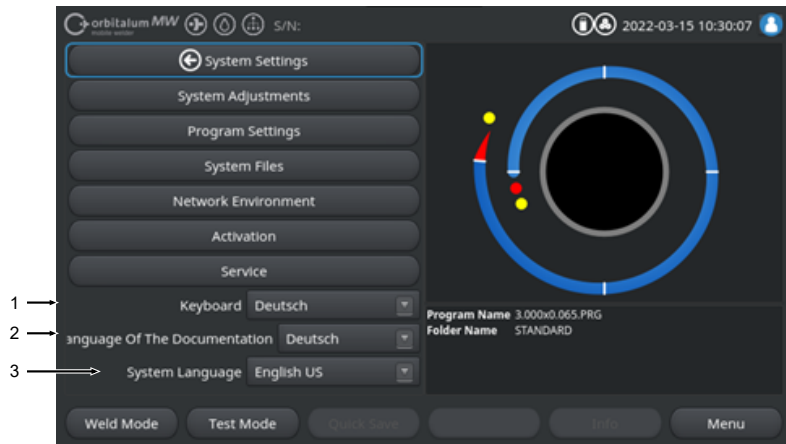 orbitalum MW S/N: 2022-03-15 10:30:07
mobile welder
System Settings
System Adjustments
Program Settings
System Files
Network Environment
Activation
Service
1 Keyboard Deutsch
2 anguage Of The Documentation Deutsch
3 System Language English US
Program Name 3.000x0.065.PRG
Folder Name STANDARD
Weld Mode Test Mode Quick Save Info Menu